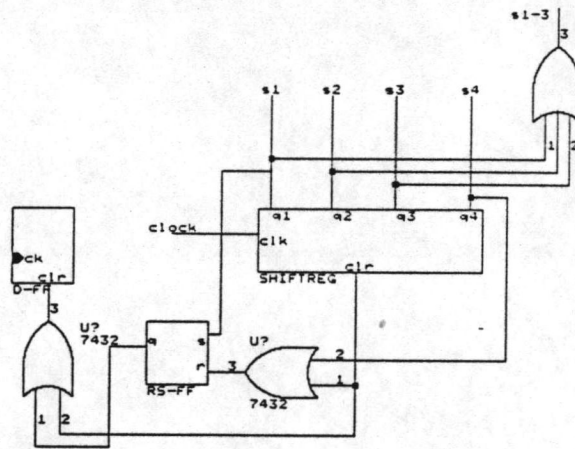 s1-3
3
s1 s2 s3 s4
1 2
q1 q2 q3 q4
clock
clk
ck
clr
clr
D-FF
SHIFTREG
3
U?
7432
q
s
U?
2
r
3
1
RS-FF
7432
1 2